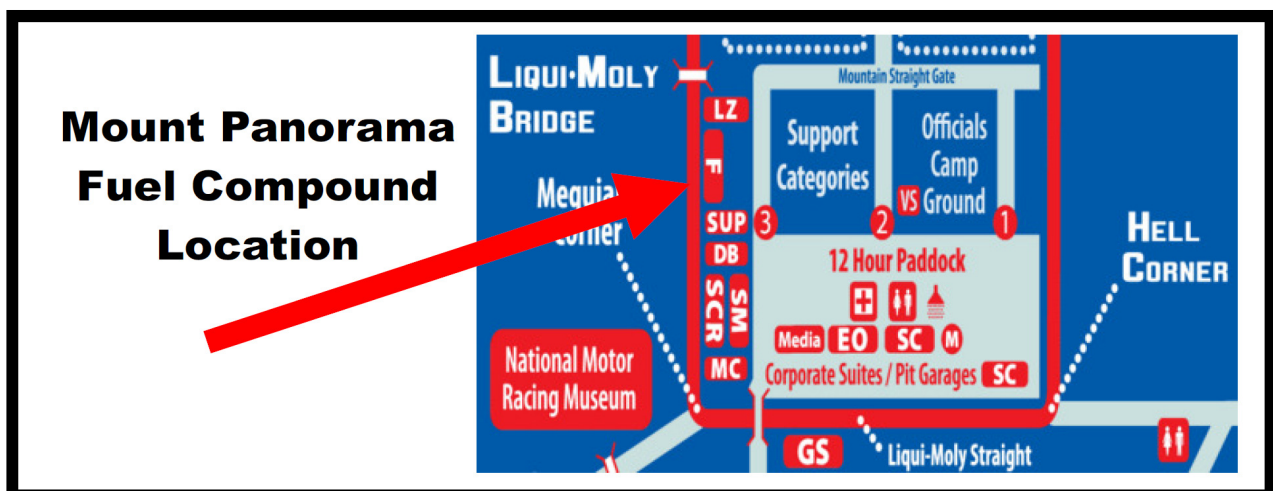 Mount Panorama
Fuel Compound
Location
LIQUI·MOLY
BRIDGE
Mountain Straight Gate
LZ
F
Support
Categories
Officials
Camp
Ground
VS
SUP
3
2
1
DB
HELL
CORNER
12 Hour Paddock
SCR
SM
Media
EO
SC
M
MC
Corporate Suites / Pit Garages
SC
National Motor
Racing Museum
GS
Liqui-Moly Straight